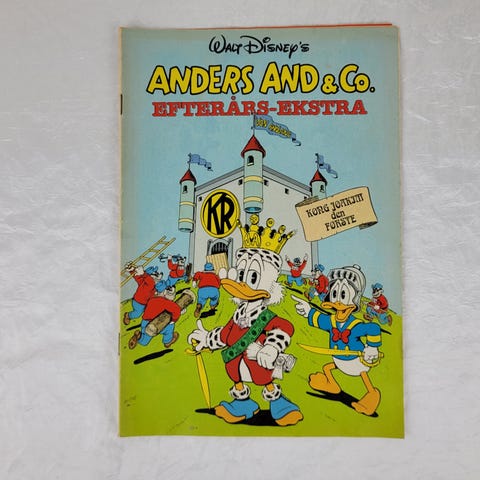 WALT DISNEY'S
ANDERS AND & Co.
EFTERÅRS-EKSTRA
KR
KONG JOAKIM
den
FØRSTE